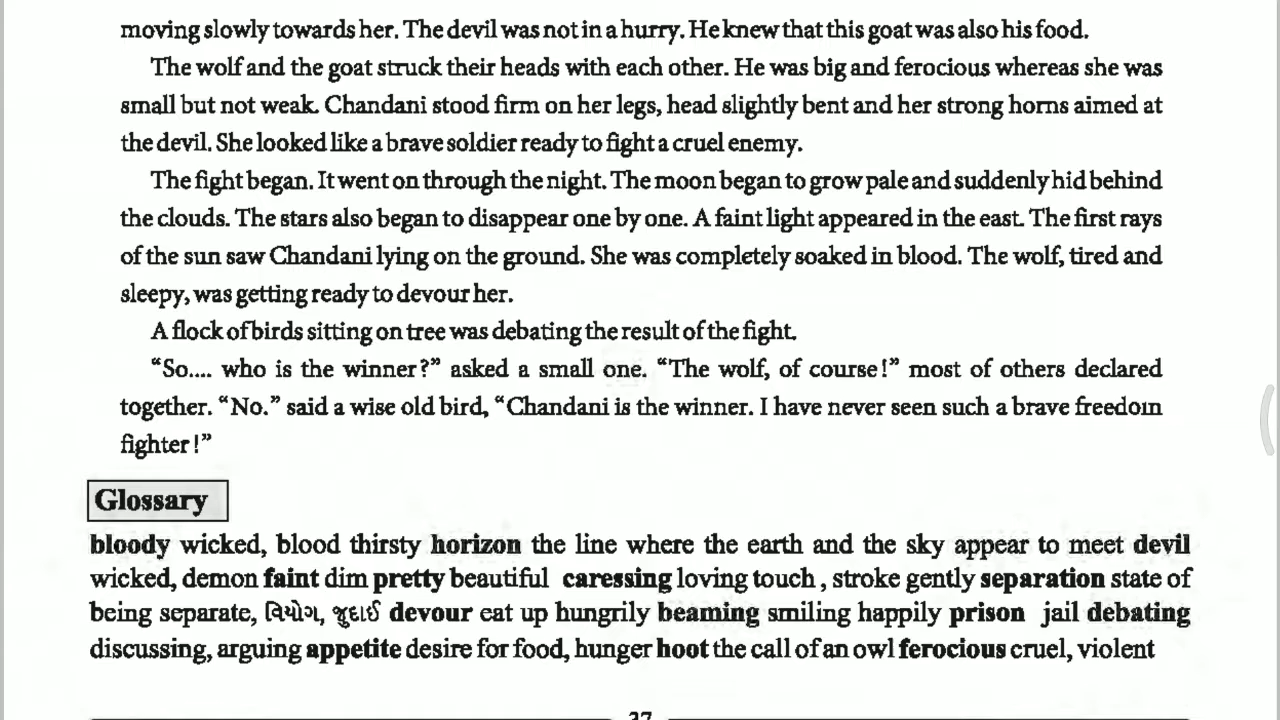 moving slowly towards her. The devil was not in a hurry. He knew that this goat was also his food.
The wolf and the goat struck their heads with each other. He was big and ferocious whereas she was
small but not weak. Chandani stood firm on her legs, head slightly bent and her strong horns aimed at
the devil. She looked like a brave soldier ready to fight a cruel enemy.
The fight began. It went on through the night. The moon began to grow pale and suddenly hid behind
the clouds. The stars also began to disappear one by one. A faint light appeared in the east. The first rays
of the sun saw Chandani lying on the ground. She was completely soaked in blood. The wolf, tired and
sleepy, was getting ready to devour her.
A flock of birds sitting on tree was debating the result of the fight.
“So.... who is the winner?” asked a small one. “The wolf, of course!” most of others declared
together. “No.” said a wise old bird, “Chandani is the winner. I have never seen such a brave freedom
fighter!”
Glossary
bloody wicked, blood thirsty horizon the line where the earth and the sky appear to meet devil
wicked, demon faint dim pretty beautiful caressing loving touch, stroke gently separation state of
being separate, વિયોગ, જૂદાઈ devour eat up hungrily beaming smiling happily prison jail debating
discussing, arguing appetite desire for food, hunger hoot the call of an owl ferocious cruel, violent
37